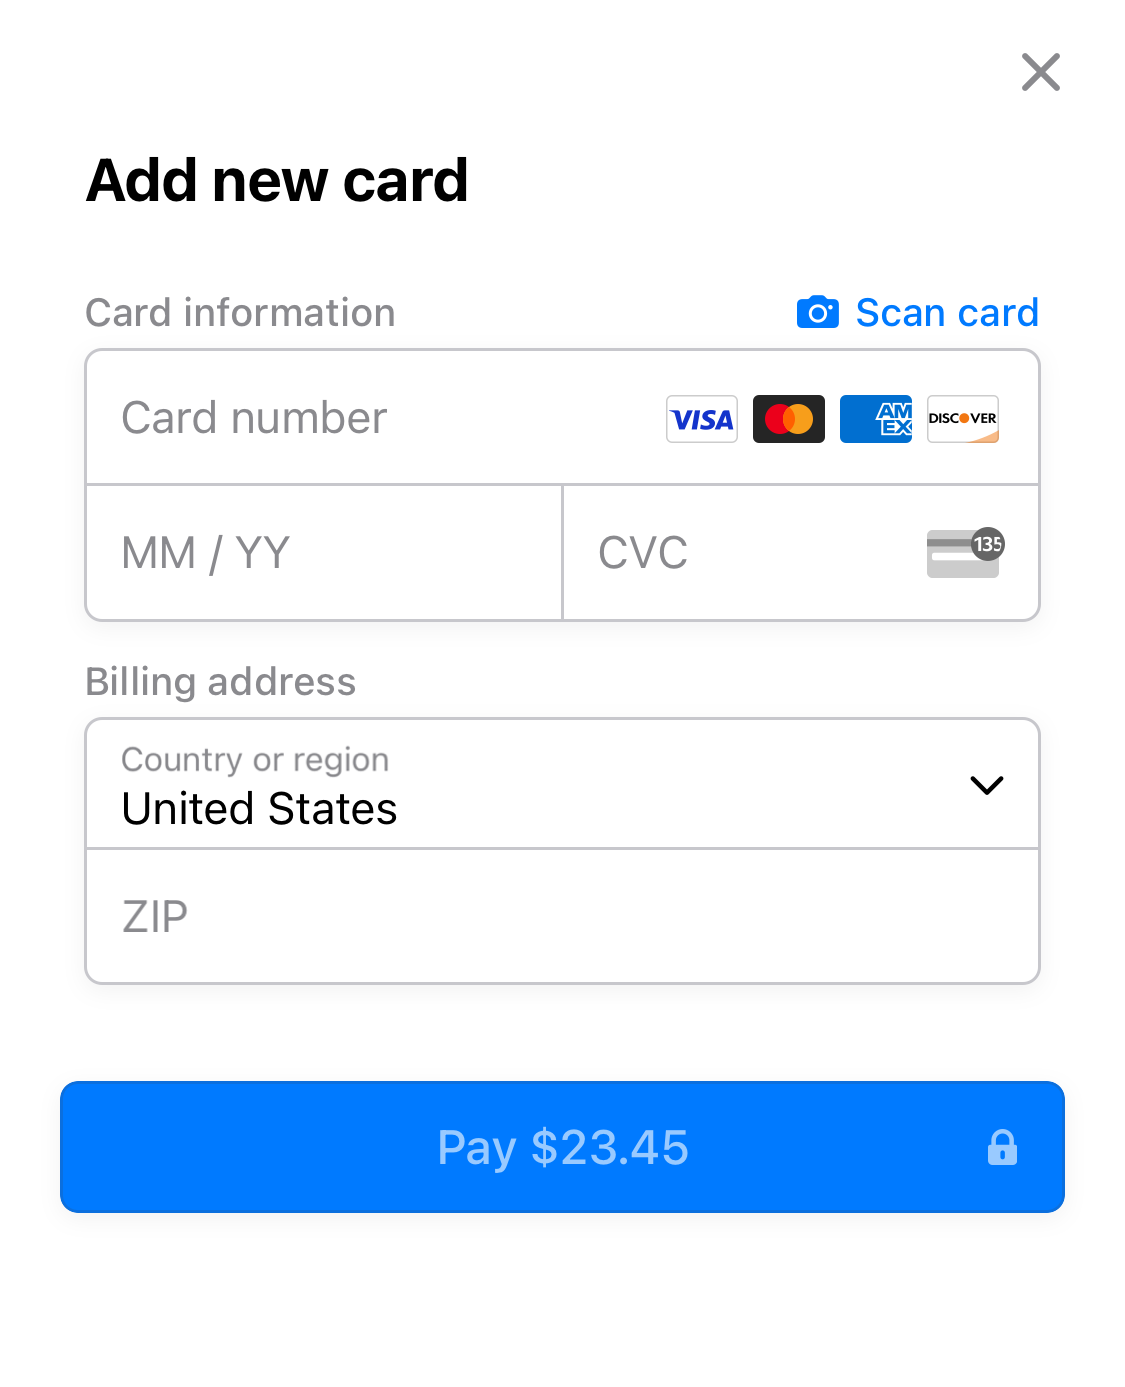 Add new card
Card information
Scan card
Card number
VISA
AM
EX
DISCOVER
MM / YY
CVC
135
Billing address
Country or region
United States
ZIP
Pay $23.45